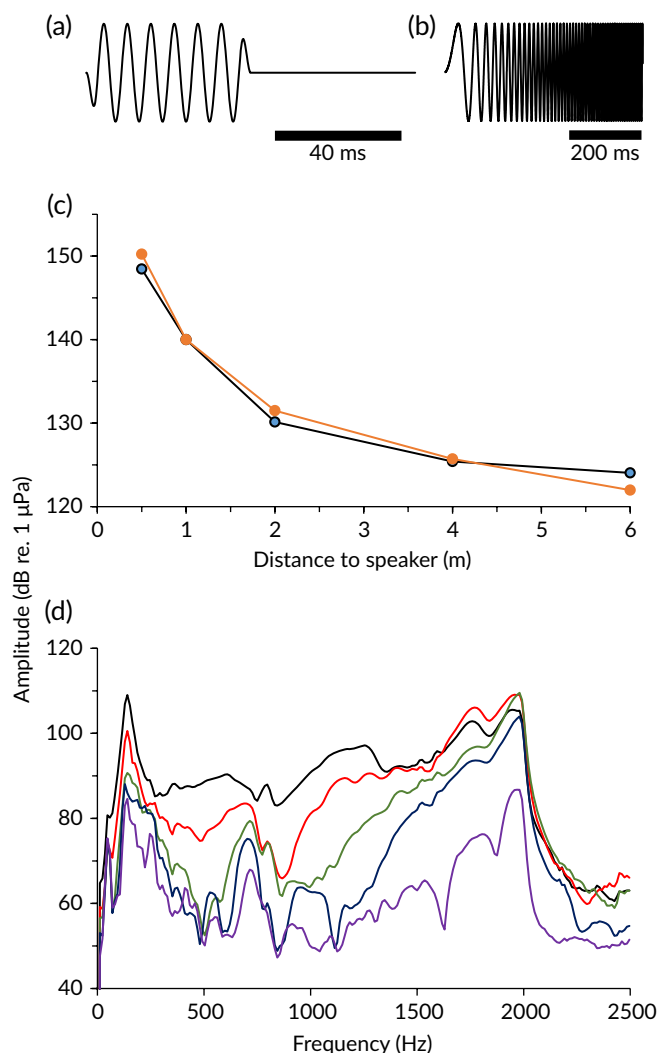 (a)
(b)
40 ms
200 ms
(c)
150
140
130
120
0 1 2 3 4 5 6
Distance to speaker (m)
Amplitude (dB re. 1 μPa)
(d)
120
100
80
60
40
0 500 1000 1500 2000 2500
Frequency (Hz)